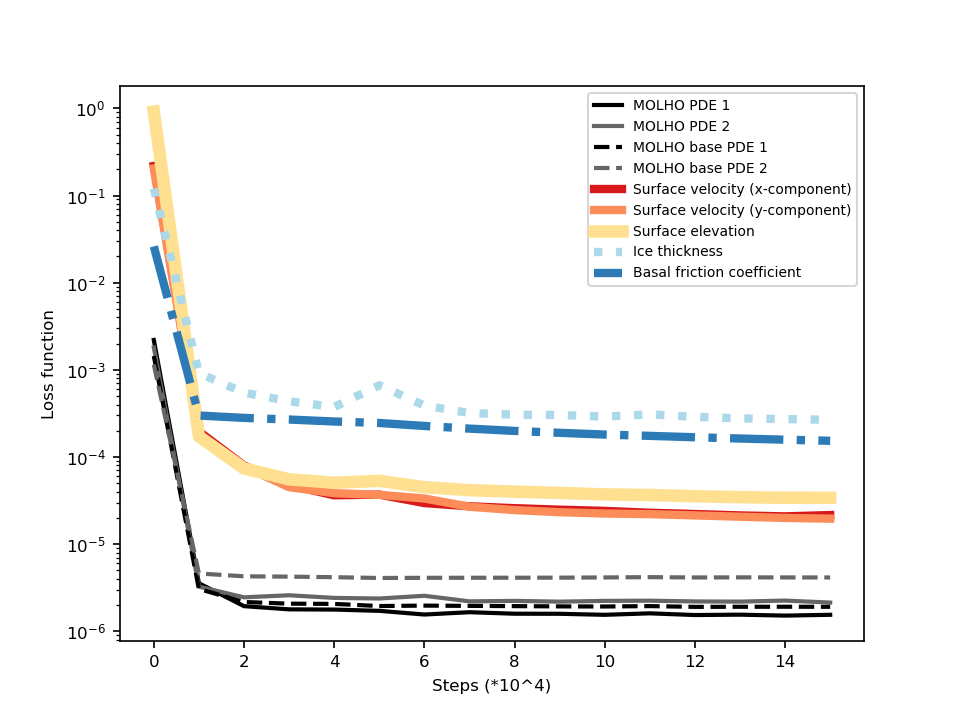 10^0
10^-1
10^-2
10^-3
10^-4
10^-5
10^-6
Loss function
MOLHO PDE 1
MOLHO PDE 2
MOLHO base PDE 1
MOLHO base PDE 2
Surface velocity (x-component)
Surface velocity (y-component)
Surface elevation
Ice thickness
Basal friction coefficient
0 2 4 6 8 10 12 14
Steps (*10^4)